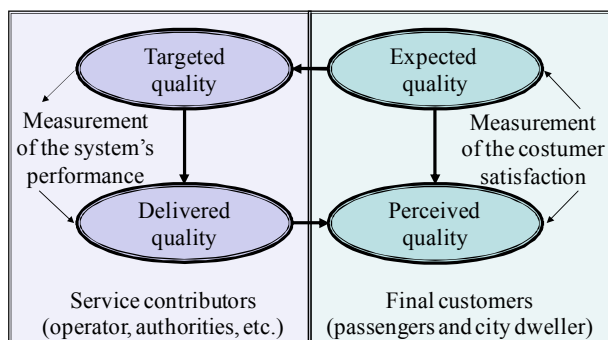 Targeted
quality
Expected
quality
Measurement
of the system's
performance
Measurement
of the costumer
satisfaction
Delivered
quality
Perceived
quality
Service contributors
(operator, authorities, etc.)
Final customers
(passengers and city dweller)